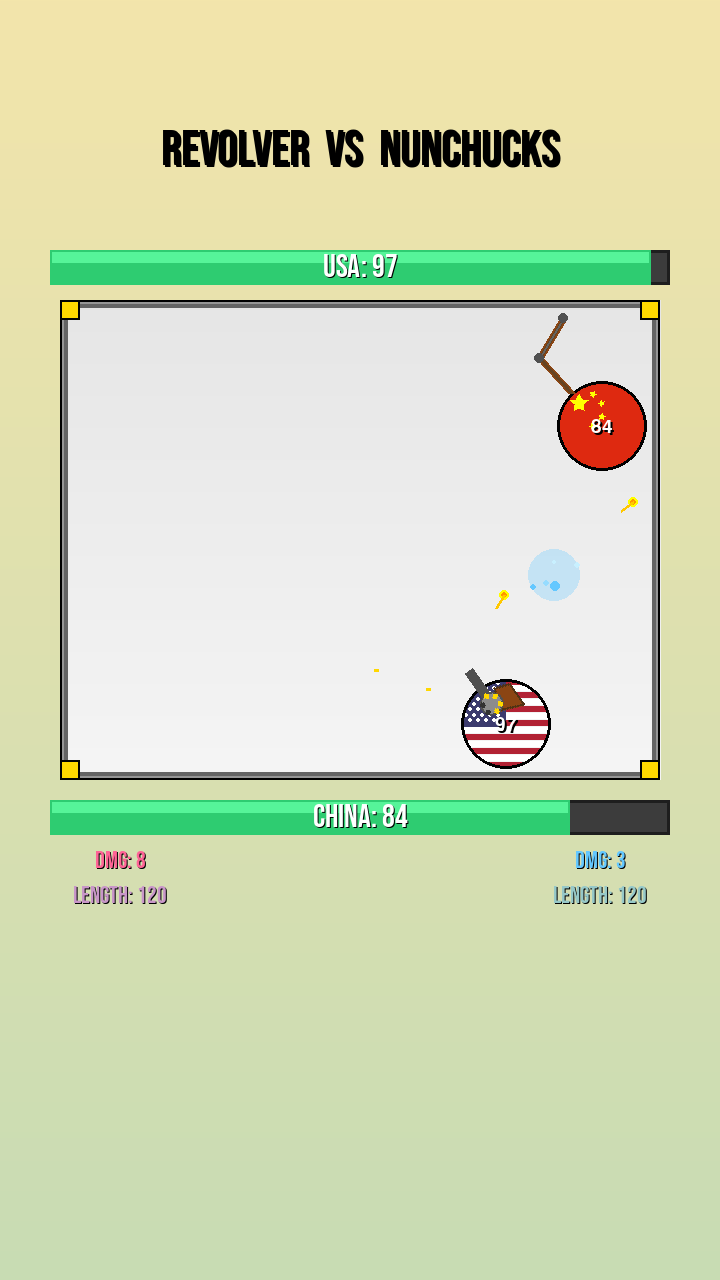 REVOLVER VS NUNCHUCKS
USA: 97
84
97
CHINA: 84
DMG: 8
DMG: 3
LENGTH: 120
LENGTH: 120